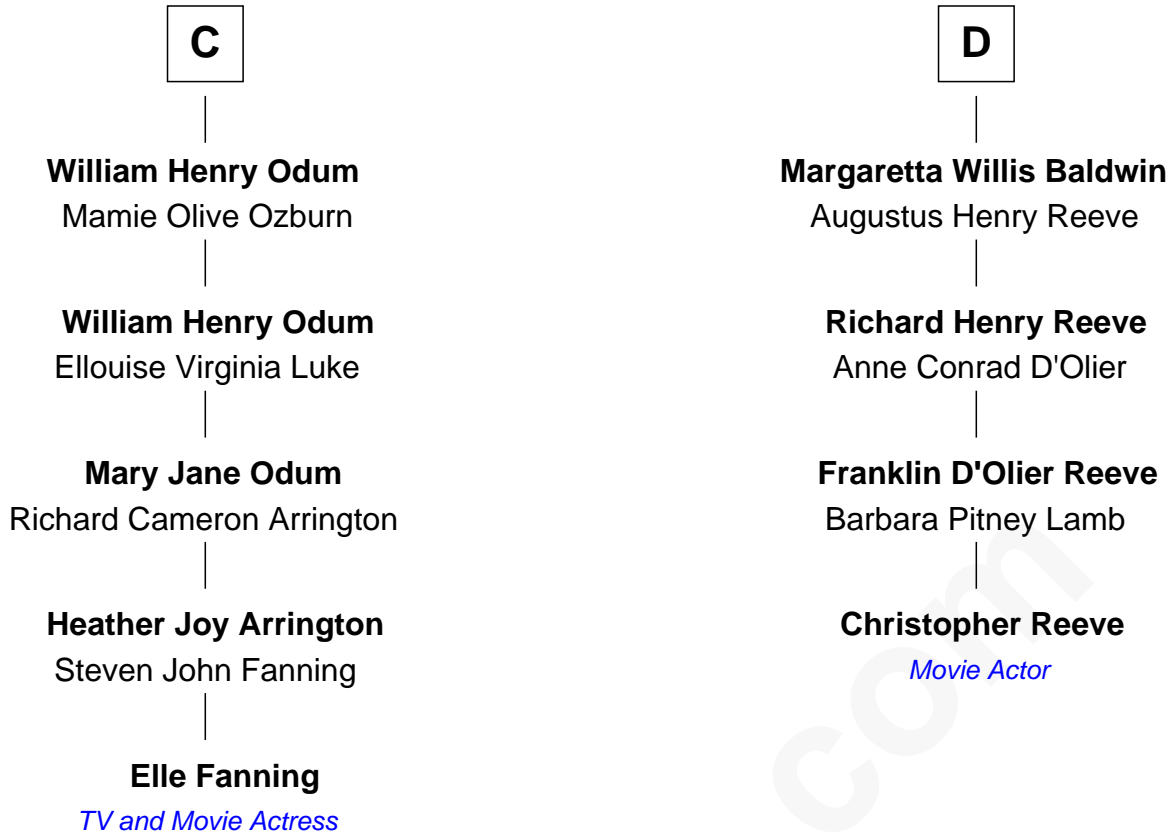 C
William Henry Odum
Mamie Olive Ozburn
William Henry Odum
Ellouise Virginia Luke
Mary Jane Odum
Richard Cameron Arrington
Heather Joy Arrington
Steven John Fanning
Elle Fanning
TV and Movie Actress
D
Margaretta Willis Baldwin
Augustus Henry Reeve
Richard Henry Reeve
Anne Conrad D'Olier
Franklin D'Olier Reeve
Barbara Pitney Lamb
Christopher Reeve
Movie Actor
com